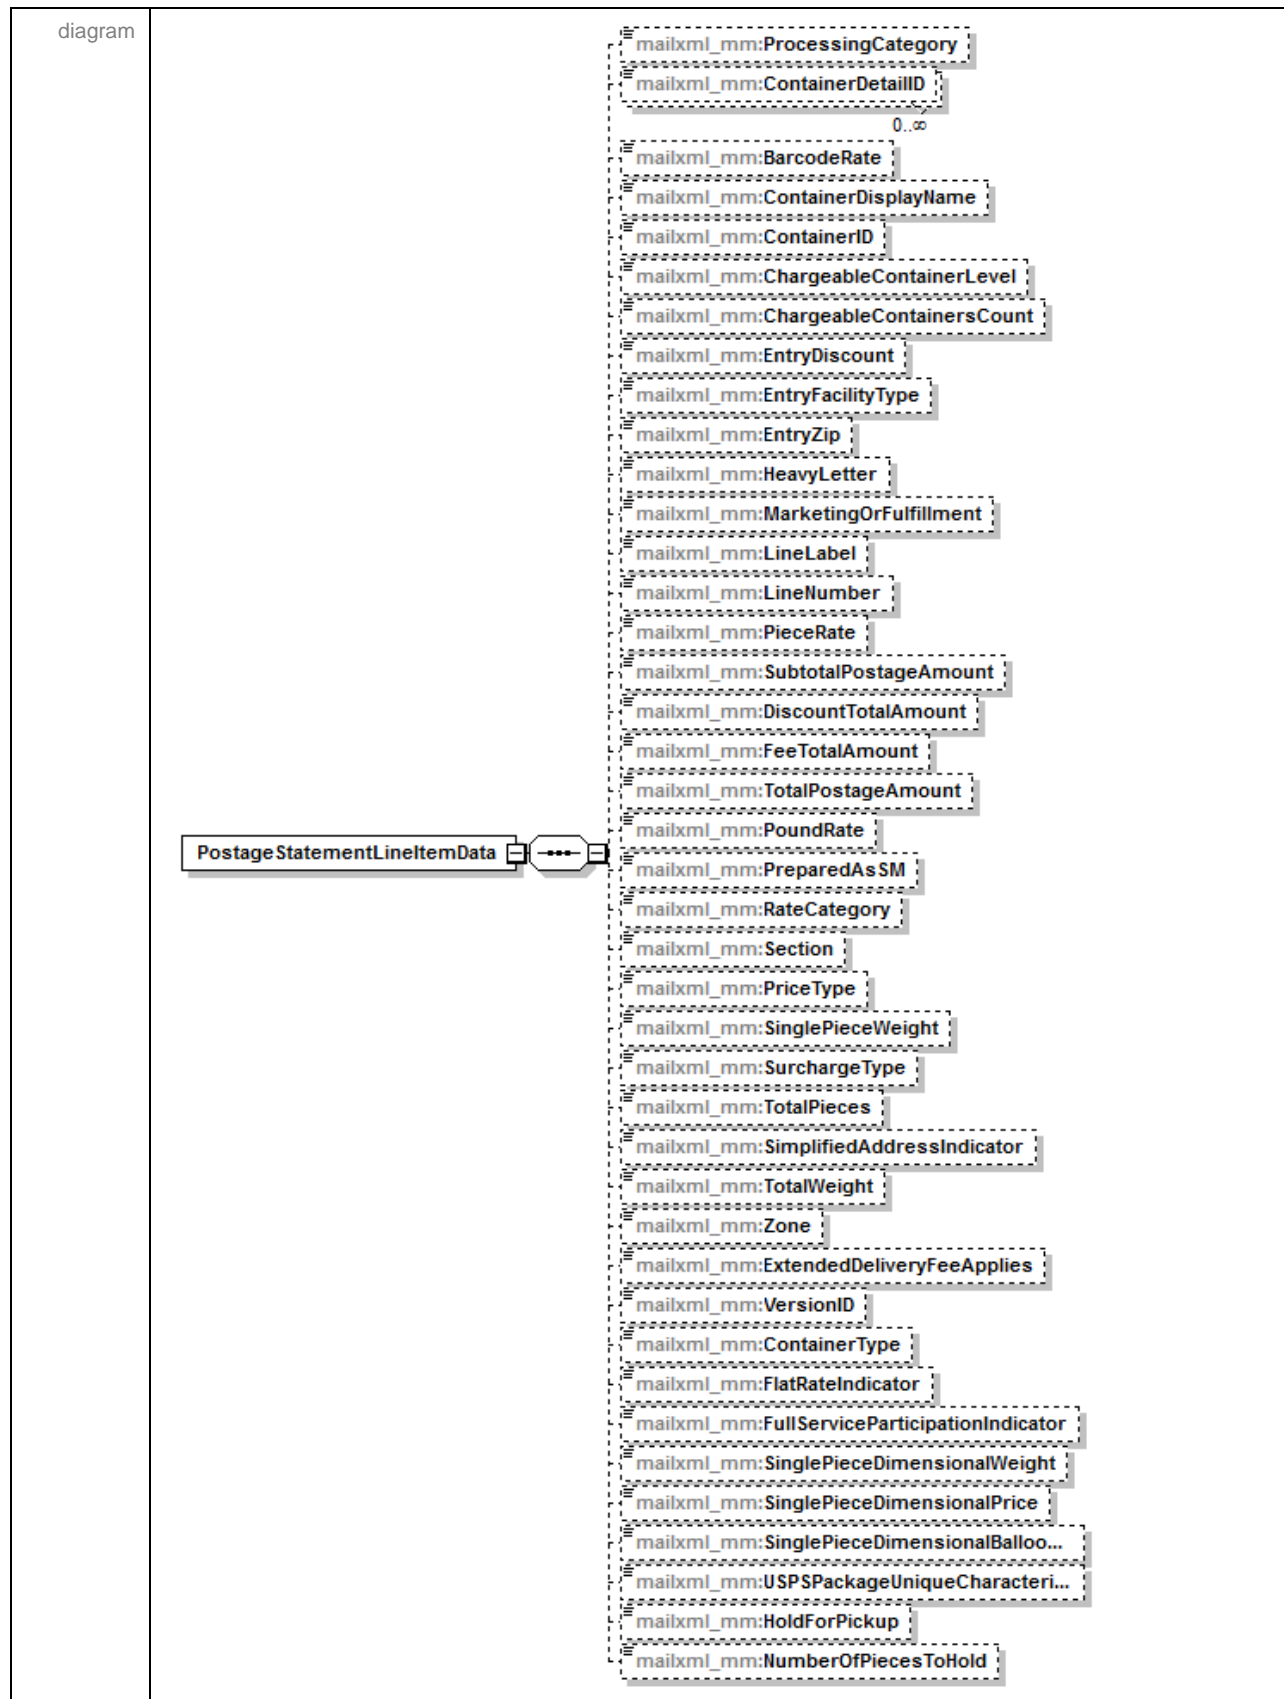 diagram
mailxml_mm:ProcessingCategory
mailxml_mm:ContainerDetailID
0..∞
mailxml_mm:BarcodeRate
mailxml_mm:ContainerDisplayName
mailxml_mm:ContainerID
mailxml_mm:ChargeableContainerLevel
mailxml_mm:ChargeableContainersCount
mailxml_mm:EntryDiscount
mailxml_mm:EntryFacilityType
mailxml_mm:EntryZip
mailxml_mm:HeavyLetter
mailxml_mm:MarketingOrFulfillment
mailxml_mm:LineLabel
mailxml_mm:LineNumber
mailxml_mm:PieceRate
mailxml_mm:SubtotalPostageAmount
mailxml_mm:DiscountTotalAmount
mailxml_mm:FeeTotalAmount
mailxml_mm:TotalPostageAmount
mailxml_mm:PoundRate
PostageStatementLineItemData
mailxml_mm:PreparedAsSM
mailxml_mm:RateCategory
mailxml_mm:Section
mailxml_mm:PriceType
mailxml_mm:SinglePieceWeight
mailxml_mm:SurchargeType
mailxml_mm:TotalPieces
mailxml_mm:SimplifiedAddressIndicator
mailxml_mm:TotalWeight
mailxml_mm:Zone
mailxml_mm:ExtendedDeliveryFeeApplies
mailxml_mm:VersionID
mailxml_mm:ContainerType
mailxml_mm:FlatRateIndicator
mailxml_mm:FullServiceParticipationIndicator
mailxml_mm:SinglePieceDimensionalWeight
mailxml_mm:SinglePieceDimensionalPrice
mailxml_mm:SinglePieceDimensionalBalloo...
mailxml_mm:USPSPackageUniqueCharacteri...
mailxml_mm:HoldForPickup
mailxml_mm:NumberOfPiecesToHold